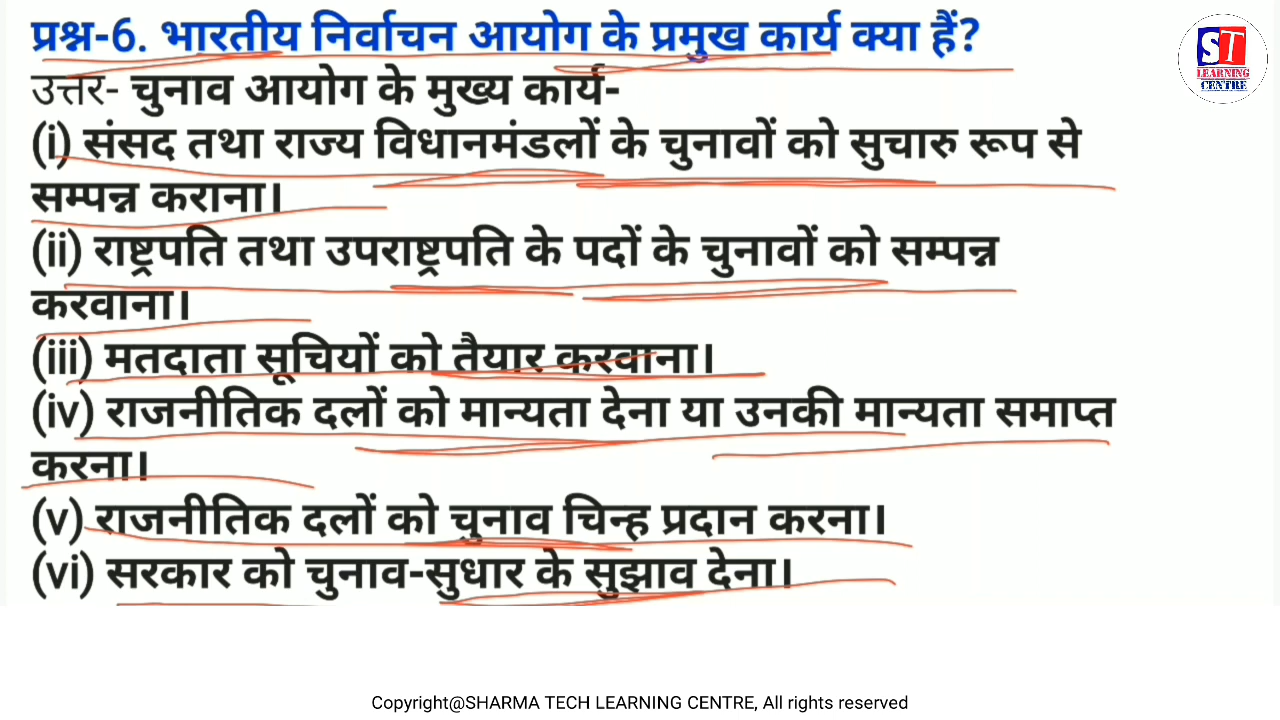 प्रश्न-6. भारतीय निर्वाचन आयोग के प्रमुख कार्य क्या हैं?
उत्तर- चुनाव आयोग के मुख्य कार्य-
(i) संसद तथा राज्य विधानमंडलों के चुनावों को सुचारु रूप से
सम्पन्न कराना।
(ii) राष्ट्रपति तथा उपराष्ट्रपति के पदों के चुनावों को सम्पन्न
करवाना।
(iii) मतदाता सूचियों को तैयार करवाना।
(iv) राजनीतिक दलों को मान्यता देना या उनकी मान्यता समाप्त
करना।
(v) राजनीतिक दलों को चुनाव चिन्ह प्रदान करना।
(vi) सरकार को चुनाव-सुधार के सुझाव देना।
ST
LEARNING
CENTRE
Copyright@SHARMA TECH LEARNING CENTRE, All rights reserved